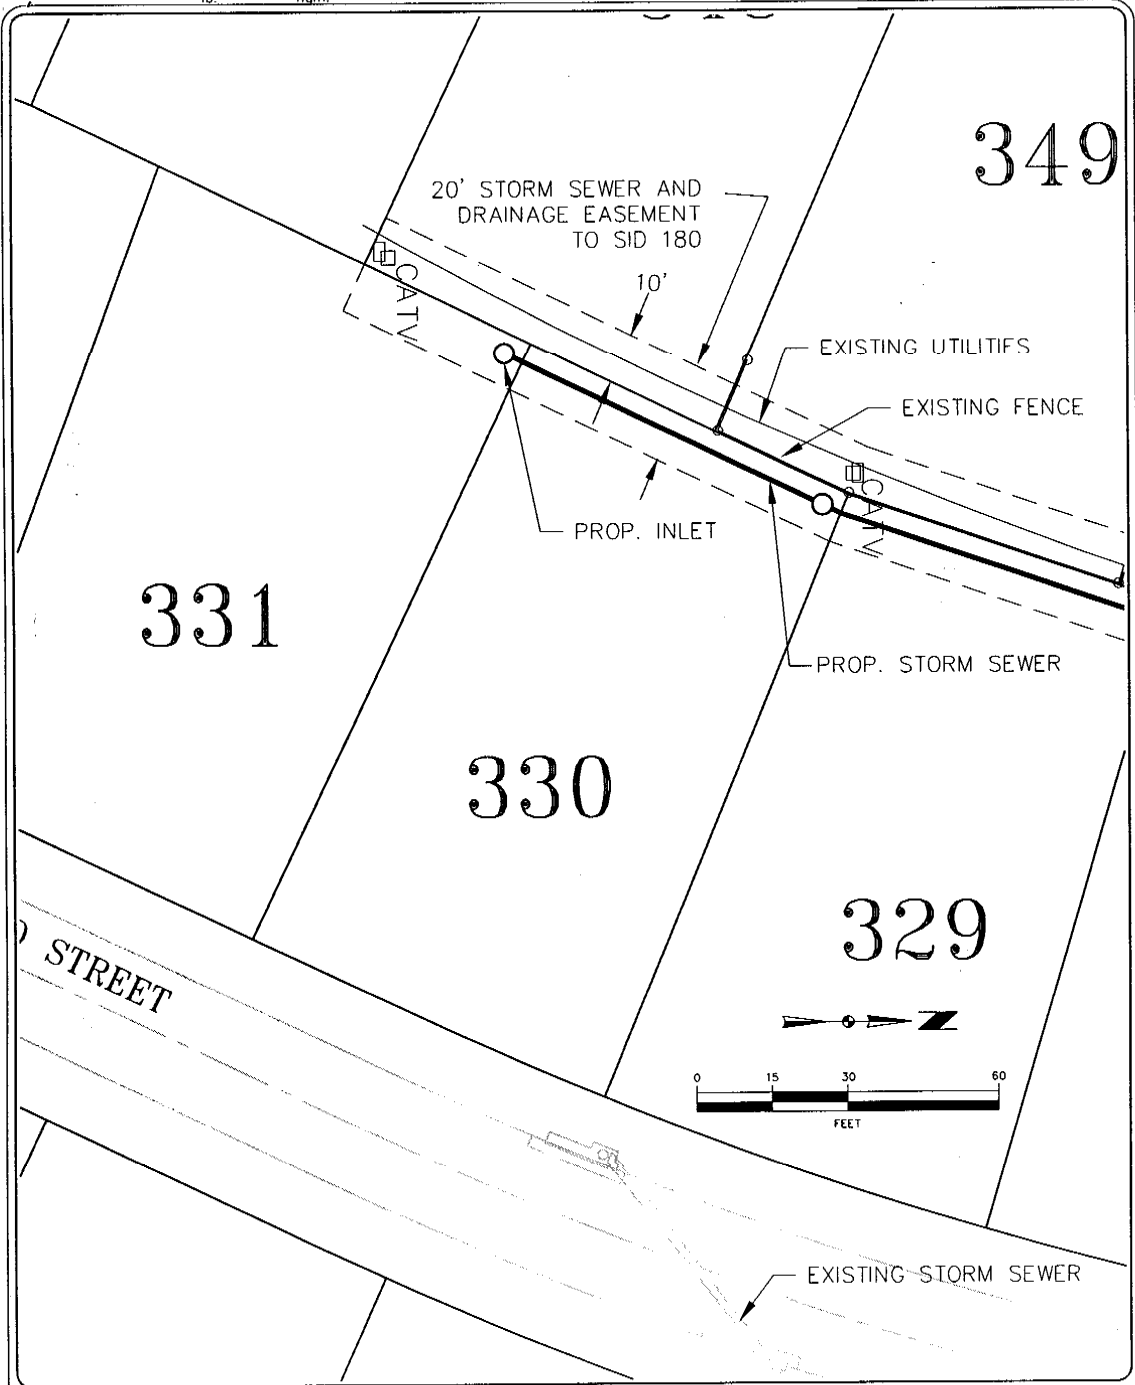 349
20' STORM SEWER AND
DRAINAGE EASEMENT
TO SID 180
10'
CATV
EXISTING UTILITIES
EXISTING FENCE
CATV
PROP. INLET
331
PROP. STORM SEWER
330
329
STREET
N
0 15 30 60
FEET
EXISTING STORM SEWER